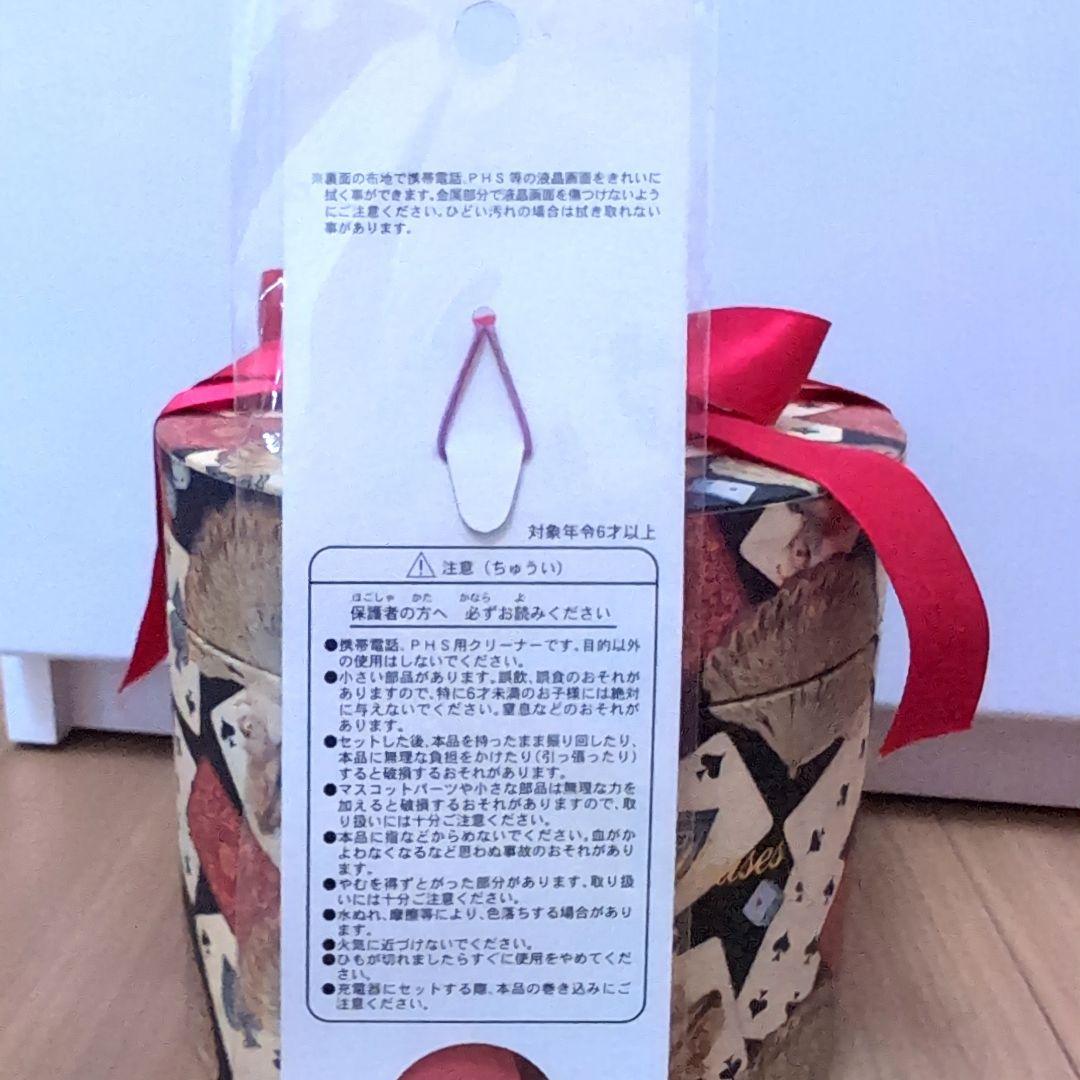 ※裏面の布地で携帯電話、PHS等の液晶画面をきれいに
拭く事ができます。金属部分で液晶画面を傷つけないよう
にご注意ください。ひどい汚れの場合は拭き取れない
事があります。
対象年令6才以上
注意（ちゅうい）
ほごしゃ かた かなら よ
保護者の方へ 必ずお読みください
●携帯電話、PHS用クリーナーです。目的以外
の使用はしないでください。
●小さい部品があります。誤飲、誤食のおそれが
ありますので、特に6才未満のお子様には絶対
に与えないでください。窒息などのおそれが
あります。
●セットした後、本品を持ったまま振り回したり、
本品に無理な負担をかけたり(引っ張ったり)
すると破損するおそれがあります。
●マスコットパーツや小さな部品は無理な力を
加えると破損するおそれがありますので、取
り扱いには十分ご注意ください。
●本品に指などからめないでください。血がか
よわなくなるなど思わぬ事故のおそれがあり
ます。
●やむを得ずとがった部分があります、取り扱
いには十分ご注意ください。
●水ぬれ、摩擦等により、色落ちする場合があり
ます。
●火気に近づけないでください。
●ひもが切れましたらすぐに使用をやめてくだ
さい。
●充電器にセットする際、本品の巻き込みにご
注意ください。